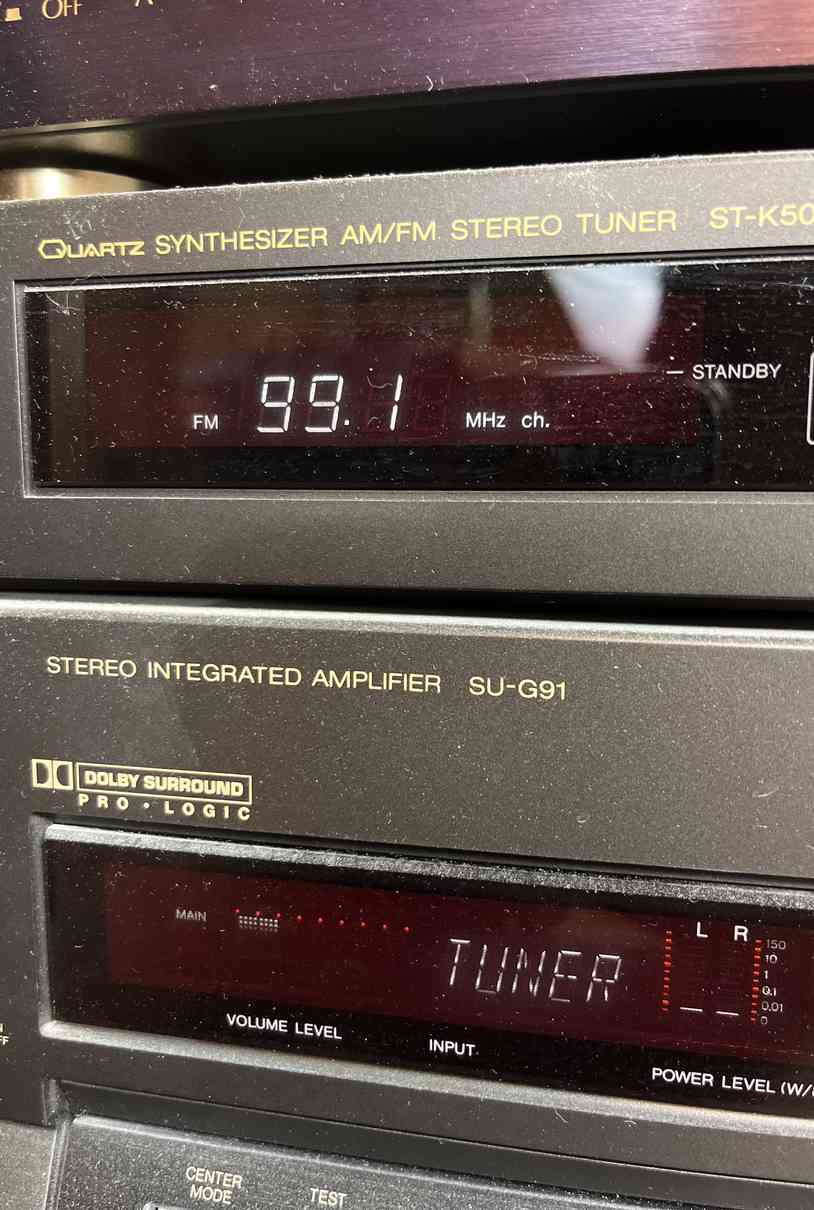 OFF
QUARTZ SYNTHESIZER AM/FM STEREO TUNER ST-K50
— STANDBY
FM 99.1 MHz ch.
STEREO INTEGRATED AMPLIFIER SU-G91
DOLBY SURROUND
PRO • LOGIC
MAIN
TUNER
L R
150
10
1
0.1
0.01
0
VOLUME LEVEL
INPUT
POWER LEVEL (W/
CENTER
MODE
TEST